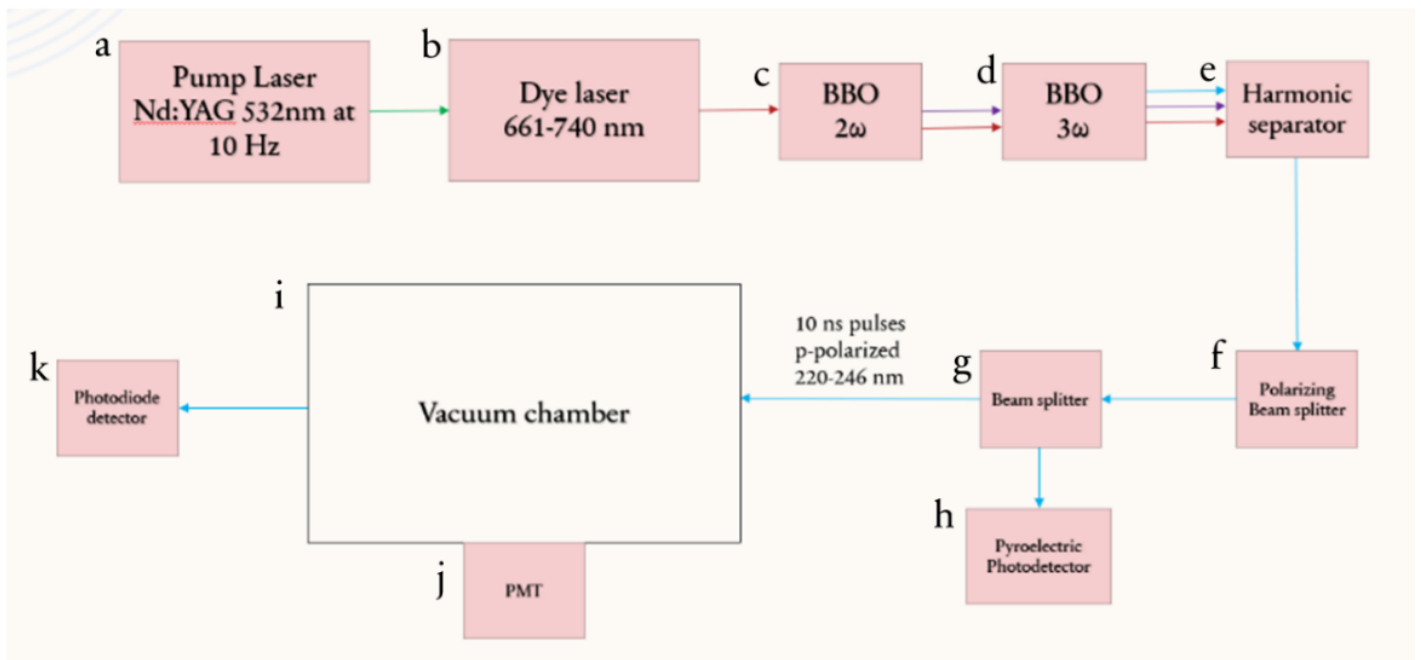 a
Pump Laser
Nd:YAG 532nm at
10 Hz
b
Dye laser
661-740 nm
c
BBO
2ω
d
BBO
3ω
e
Harmonic
separator
f
Polarizing
Beam splitter
g
Beam splitter
10 ns pulses
p-polarized
220-246 nm
h
Pyroelectric
Photodetector
i
Vacuum chamber
j
PMT
k
Photodiode
detector